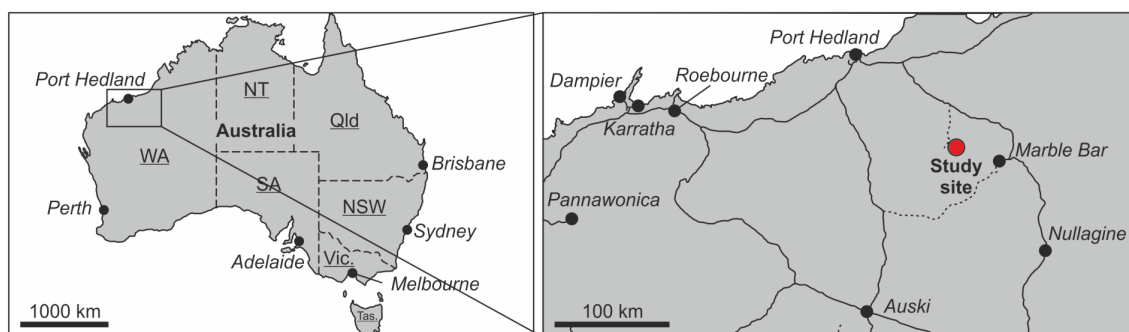 Port Hedland
NT
Australia
Qld
WA
Brisbane
SA
NSW
Perth
Sydney
Adelaide
Vic.
Melbourne
Tas.
1000 km
Port Hedland
Dampier
Roebourne
Karratha
Marble Bar
Study
site
Pannawonica
Nullagine
Auski
100 km